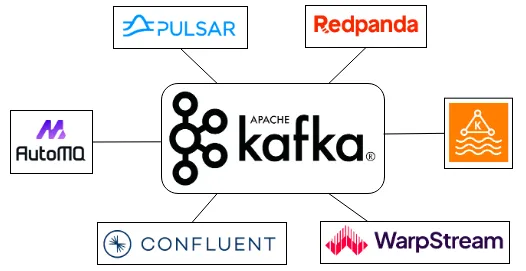 PULSAR
Redpanda
APACHE
kafka®
AutoMQ
K
CONFLUENT
WarpStream